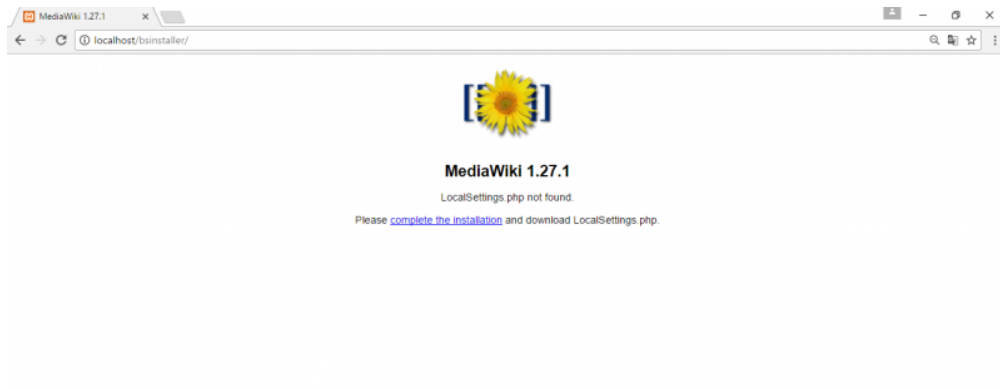 MediaWiki 1.27.1
localhost/bsinstaller/
MediaWiki 1.27.1
LocalSettings.php not found.
Please complete the installation and download LocalSettings.php.